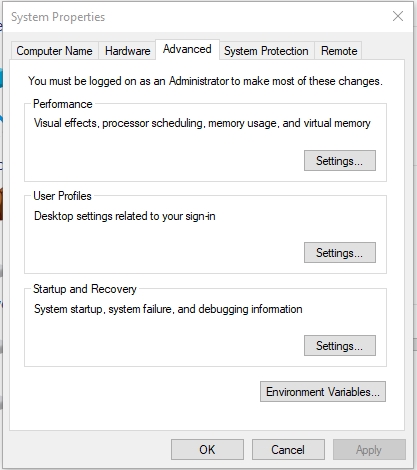 System Properties
Computer Name Hardware Advanced System Protection Remote
You must be logged on as an Administrator to make most of these changes.
Performance
Visual effects, processor scheduling, memory usage, and virtual memory
Settings...
User Profiles
Desktop settings related to your sign-in
Settings...
Startup and Recovery
System startup, system failure, and debugging information
Settings...
Environment Variables...
OK Cancel Apply